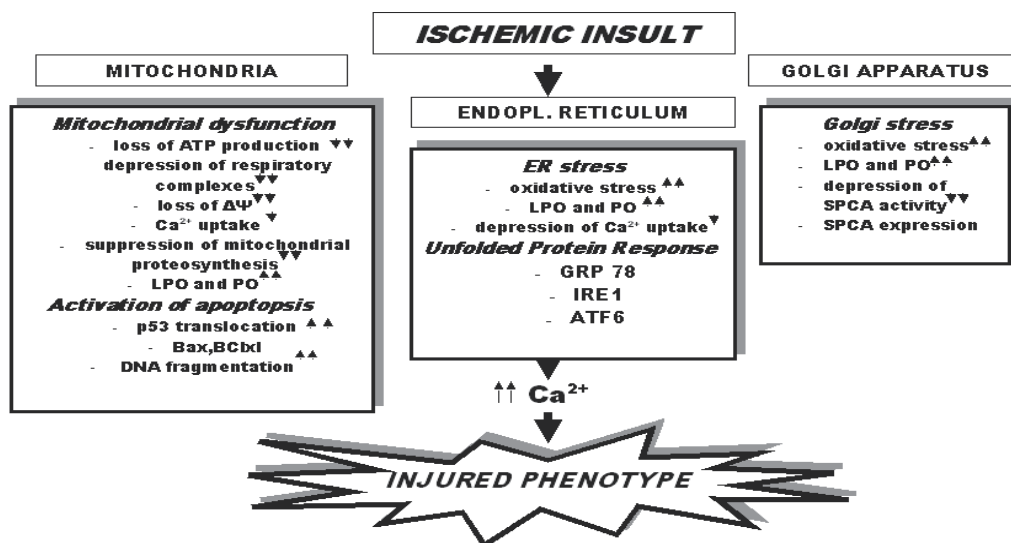 ISCHEMIC INSULT
MITOCHONDRIA
Mitochondrial dysfunction
- loss of ATP production ▼▼
depression of respiratory
complexes▼▼
- loss of ΔΨ▼▼
- Ca²⁺ uptake ▼
- suppression of mitochondrial
proteosynthesis▼▼
- LPO and PO▲▲
Activation of apoptopsis
- p53 translocation ▲▲
- Bax,BClxl
- DNA fragmentation▲▲
ENDOPL. RETICULUM
ER stress
- oxidative stress ▲▲
- LPO and PO ▲▲
- depression of Ca²⁺ uptake▼
Unfolded Protein Response
- GRP 78
- IRE1
- ATF6
GOLGI APPARATUS
Golgi stress
- oxidative stress▲▲
- LPO and PO▲▲
- depression of
SPCA activity▼▼
- SPCA expression
↑↑ Ca²⁺
INJURED PHENOTYPE